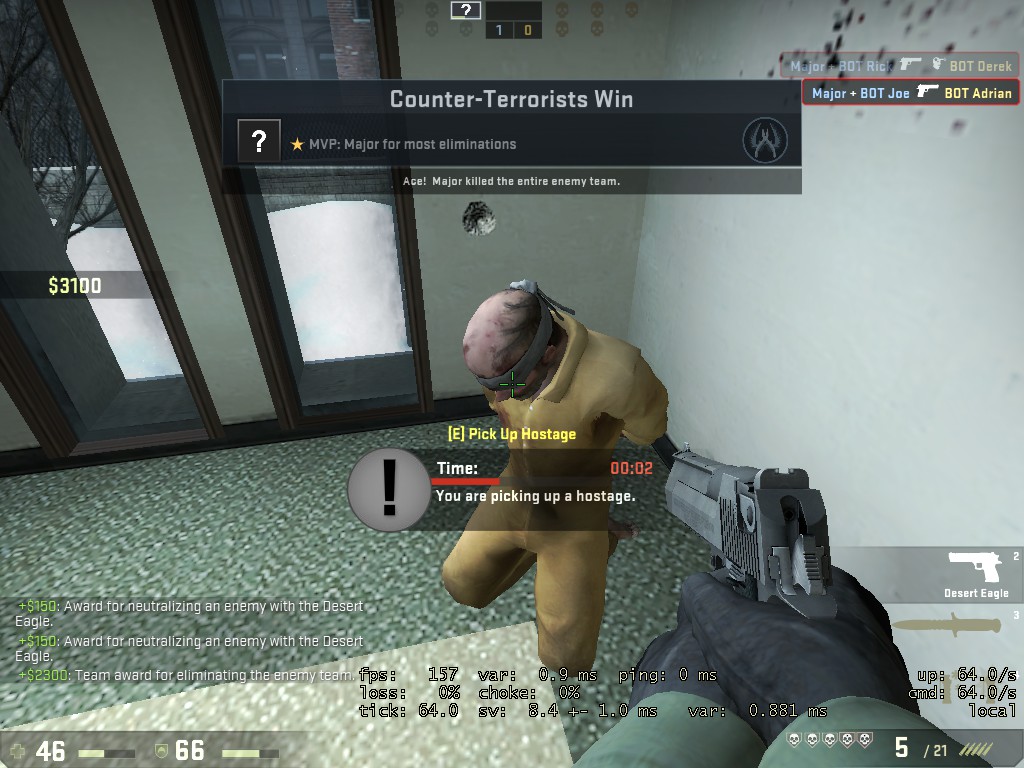 ?
1 0
Major + BOT Rick BOT Derek
Major + BOT Joe BOT Adrian
Counter-Terrorists Win
?
MVP: Major for most eliminations
Ace! Major killed the entire enemy team.
$3100
[E] Pick Up Hostage
!
Time: 00:02
You are picking up a hostage.
2
Desert Eagle
3
+$150: Award for neutralizing an enemy with the Desert
Eagle.
+$150: Award for neutralizing an enemy with the Desert
Eagle.
+$2300: Team award for eliminating the enemy team.
fps: 157 var: 0.9 ms ping: 0 ms
loss: 0% choke: 0%
tick: 64.0 sv: 8.4 +- 1.0 ms var: 0.881 ms
up: 64.0/s
cmd: 64.0/s
local
46 66
5 / 21